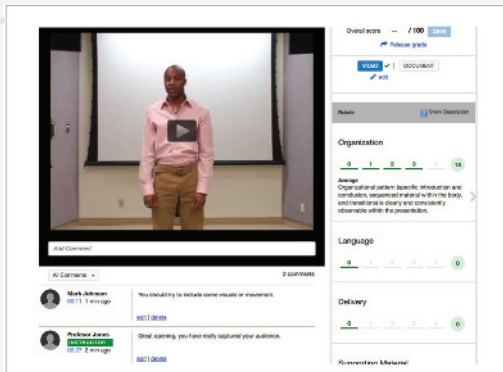 Overall score -- / 100 Save
Release grade
VIDEO ✓ | DOCUMENT
edit
Rubric ? Show Description
Organization
0 1 2 3 15
Average
Organizational pattern (specific introduction and
conclusion, sequenced material within the body,
and transitions) is clearly and consistently
observable within the presentation.
Language
0 0
Delivery
0 0
Supporting Material
Add Comment
All Comments 2 comments
Mark Johnson You should try to include some visuals or movement.
00:11 1 min ago
edit | delete
Professor Jones Great opening, you have really captured your audience.
INSTRUCTOR
00:27 2 min ago
edit | delete